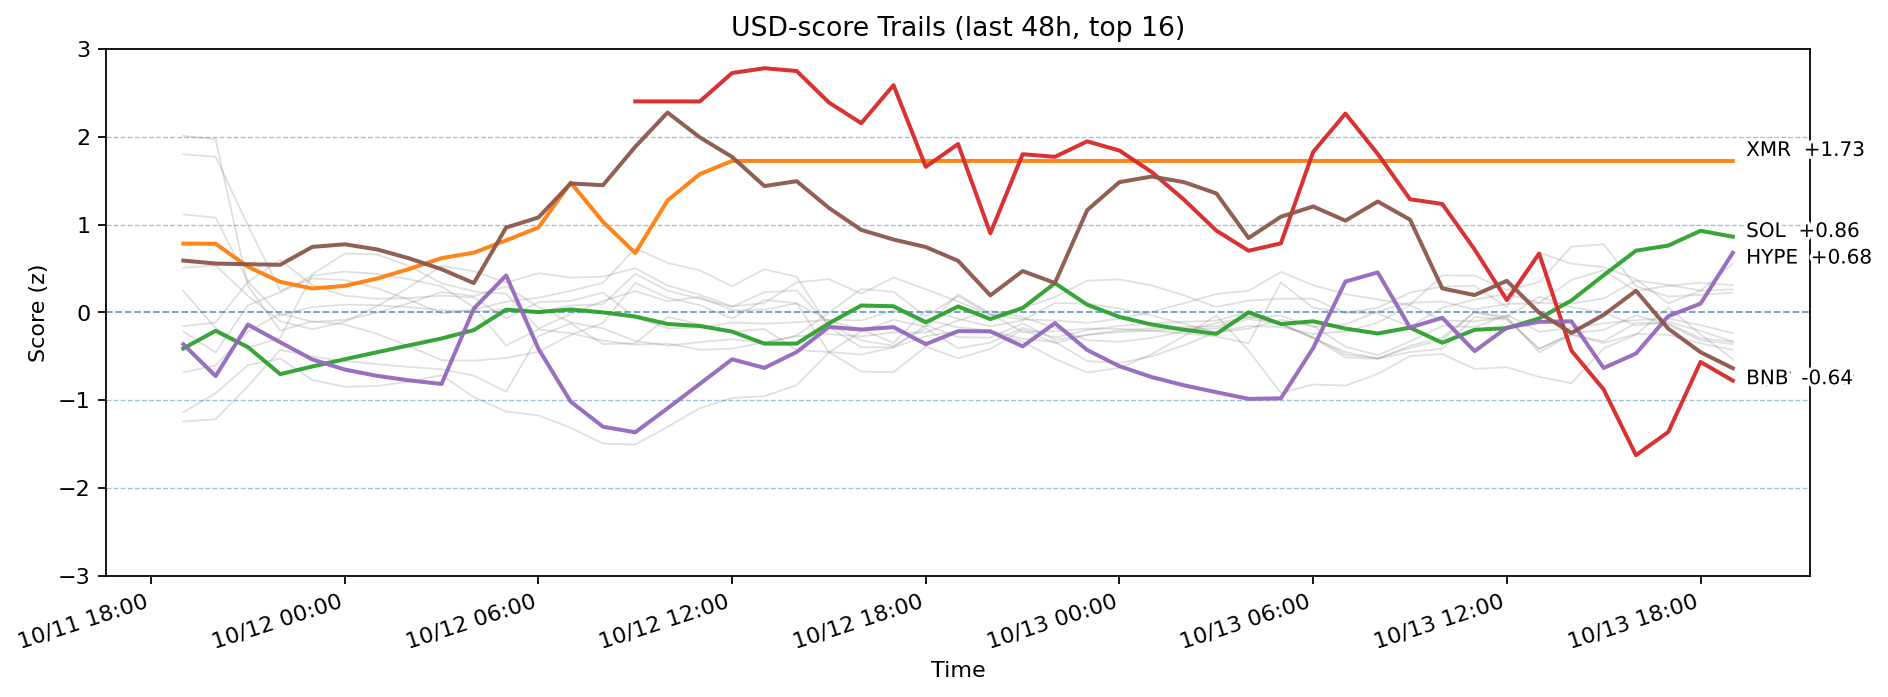 USD-score Trails (last 48h, top 16)
Score (z)
3
2
1
0
−1
−2
−3
XMR +1.73
SOL +0.86
HYPE +0.68
BNB -0.64
10/11 18:00
10/12 00:00
10/12 06:00
10/12 12:00
10/12 18:00
10/13 00:00
10/13 06:00
10/13 12:00
10/13 18:00
Time